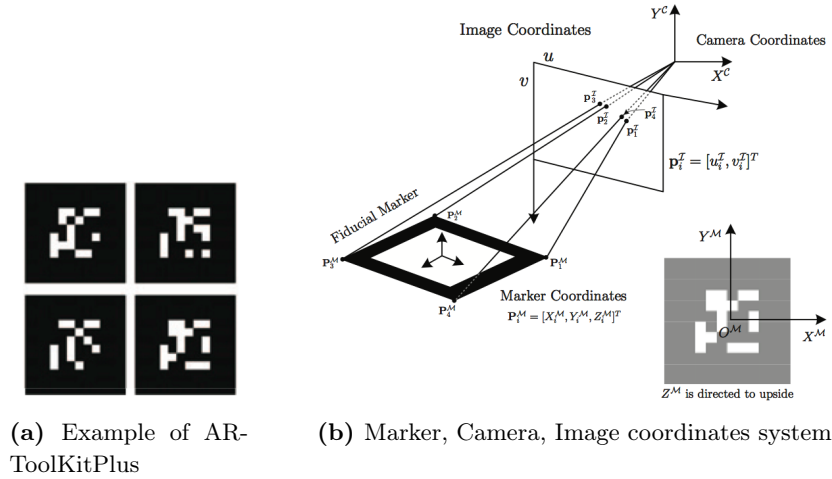 Image Coordinates
Y^C
Camera Coordinates
u
X^C
v
p_3^I
p_2^I
p_4^I
p_1^I
p_i^I = [u_i^I, v_i^I]^T
Fiducial Marker
P_2^M
P_3^M
P_1^M
P_4^M
Marker Coordinates
P_i^M = [X_i^M, Y_i^M, Z_i^M]^T
Y^M
O^M
X^M
Z^M is directed to upside
(a) Example of AR-
ToolKitPlus
(b) Marker, Camera, Image coordinates system